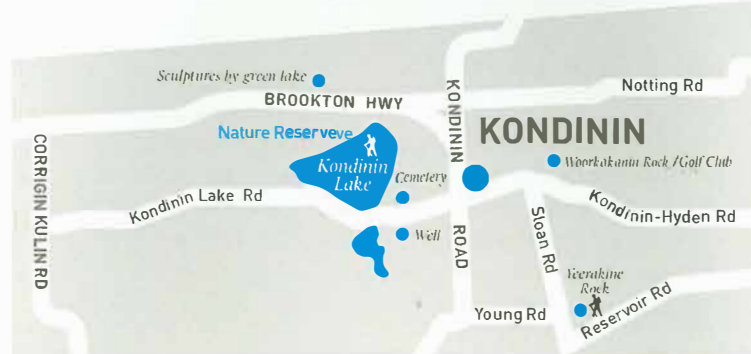 Sculptures by green lake
Notting Rd
BROOKTON HWY
KONDININ
Nature Reserveve
KONDININ
Woorkakanin Rock / Golf Club
Kondinin
Lake
Cemetery
CORRIGIN KULIN RD
Kondinin Lake Rd
Kondinin-Hyden Rd
Sloan Rd
Well
ROAD
Yeerakine
Rock
Young Rd
Reservoir Rd